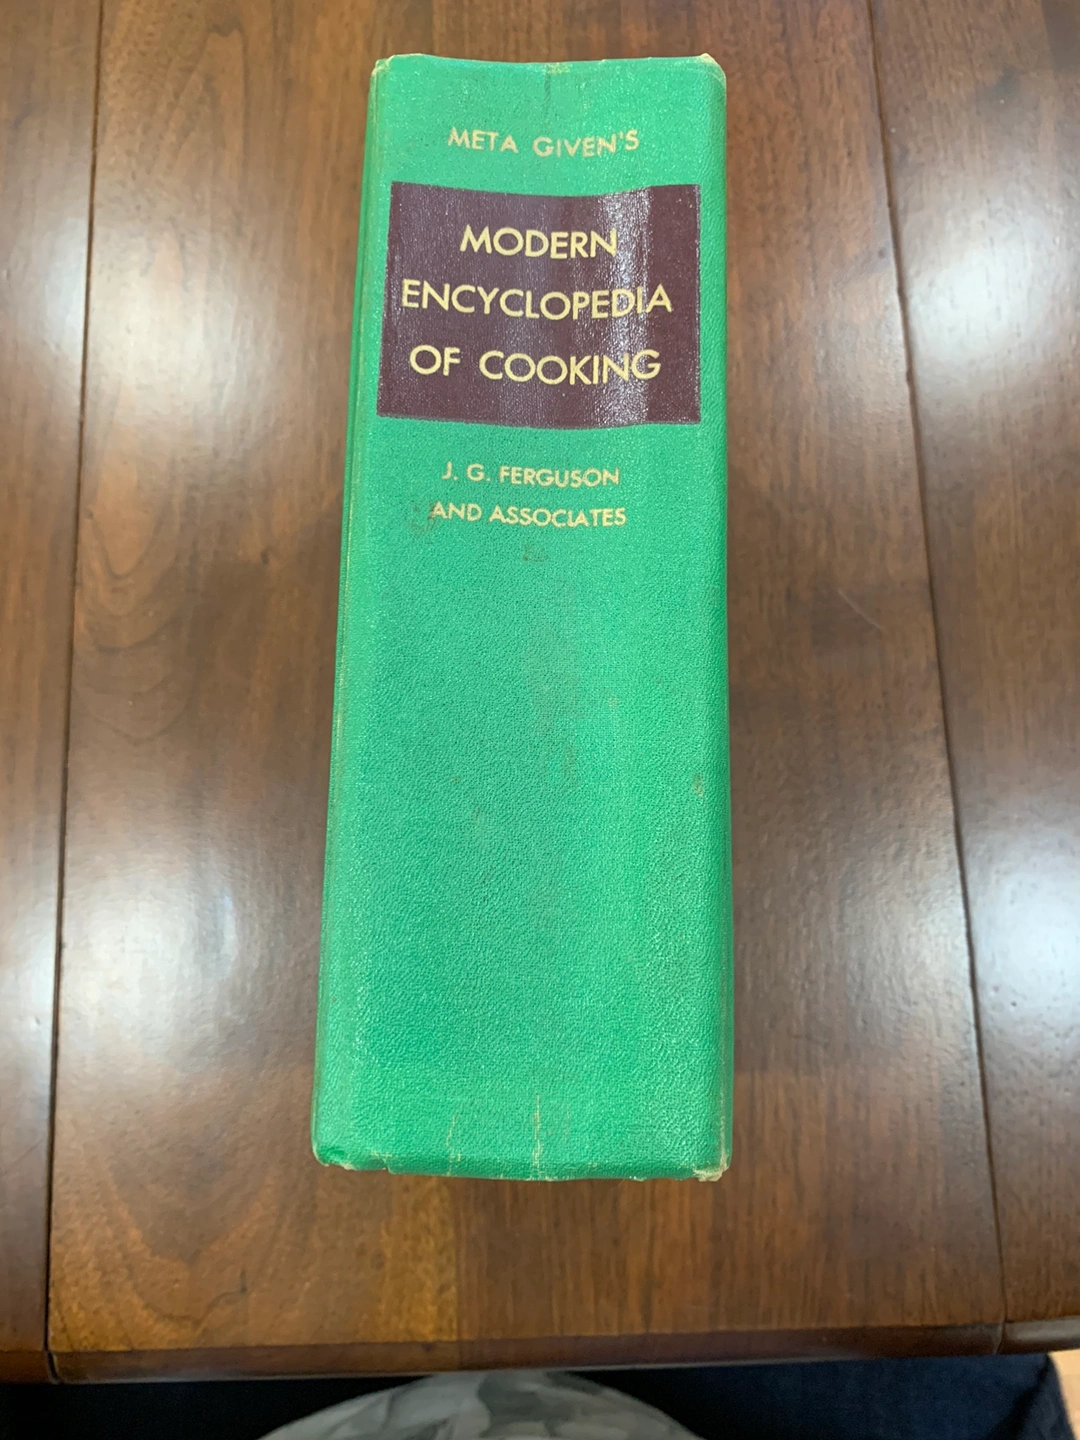 META GIVEN'S
MODERN
ENCYCLOPEDIA
OF COOKING
J. G. FERGUSON
AND ASSOCIATES